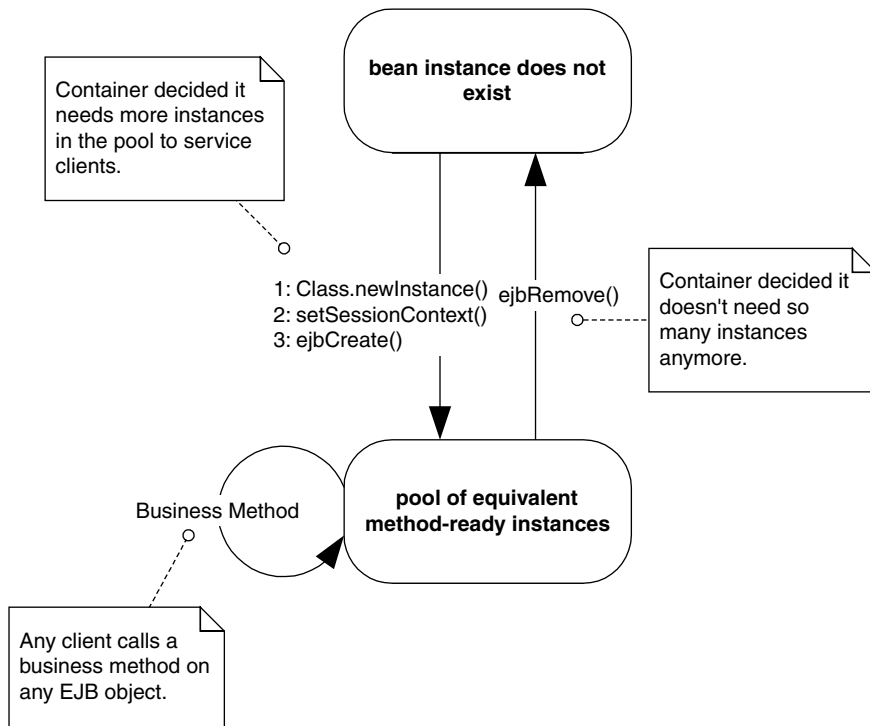 bean instance does not
exist
Container decided it
needs more instances
in the pool to service
clients.
1: Class.newInstance()
2: setSessionContext()
3: ejbCreate()
ejbRemove()
Container decided it
doesn't need so
many instances
anymore.
Business Method
pool of equivalent
method-ready instances
Any client calls a
business method on
any EJB object.